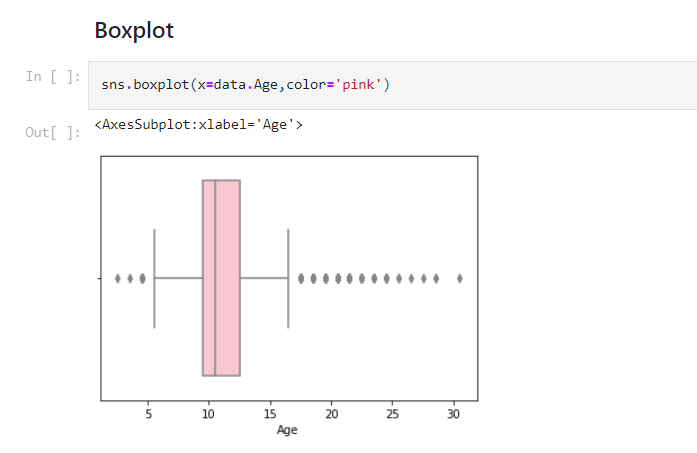 Boxplot
In [ ]:
sns.boxplot(x=data.Age,color='pink')
Out[ ]:
<AxesSubplot:xlabel='Age'>
5 10 15 20 25 30
Age